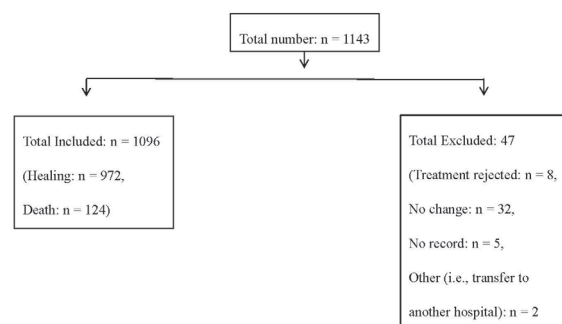 Total number: n = 1143
Total Included: n = 1096
(Healing: n = 972,
Death: n = 124)
Total Excluded: 47
(Treatment rejected: n = 8,
No change: n = 32,
No record: n = 5,
Other (i.e., transfer to
another hospital): n = 2